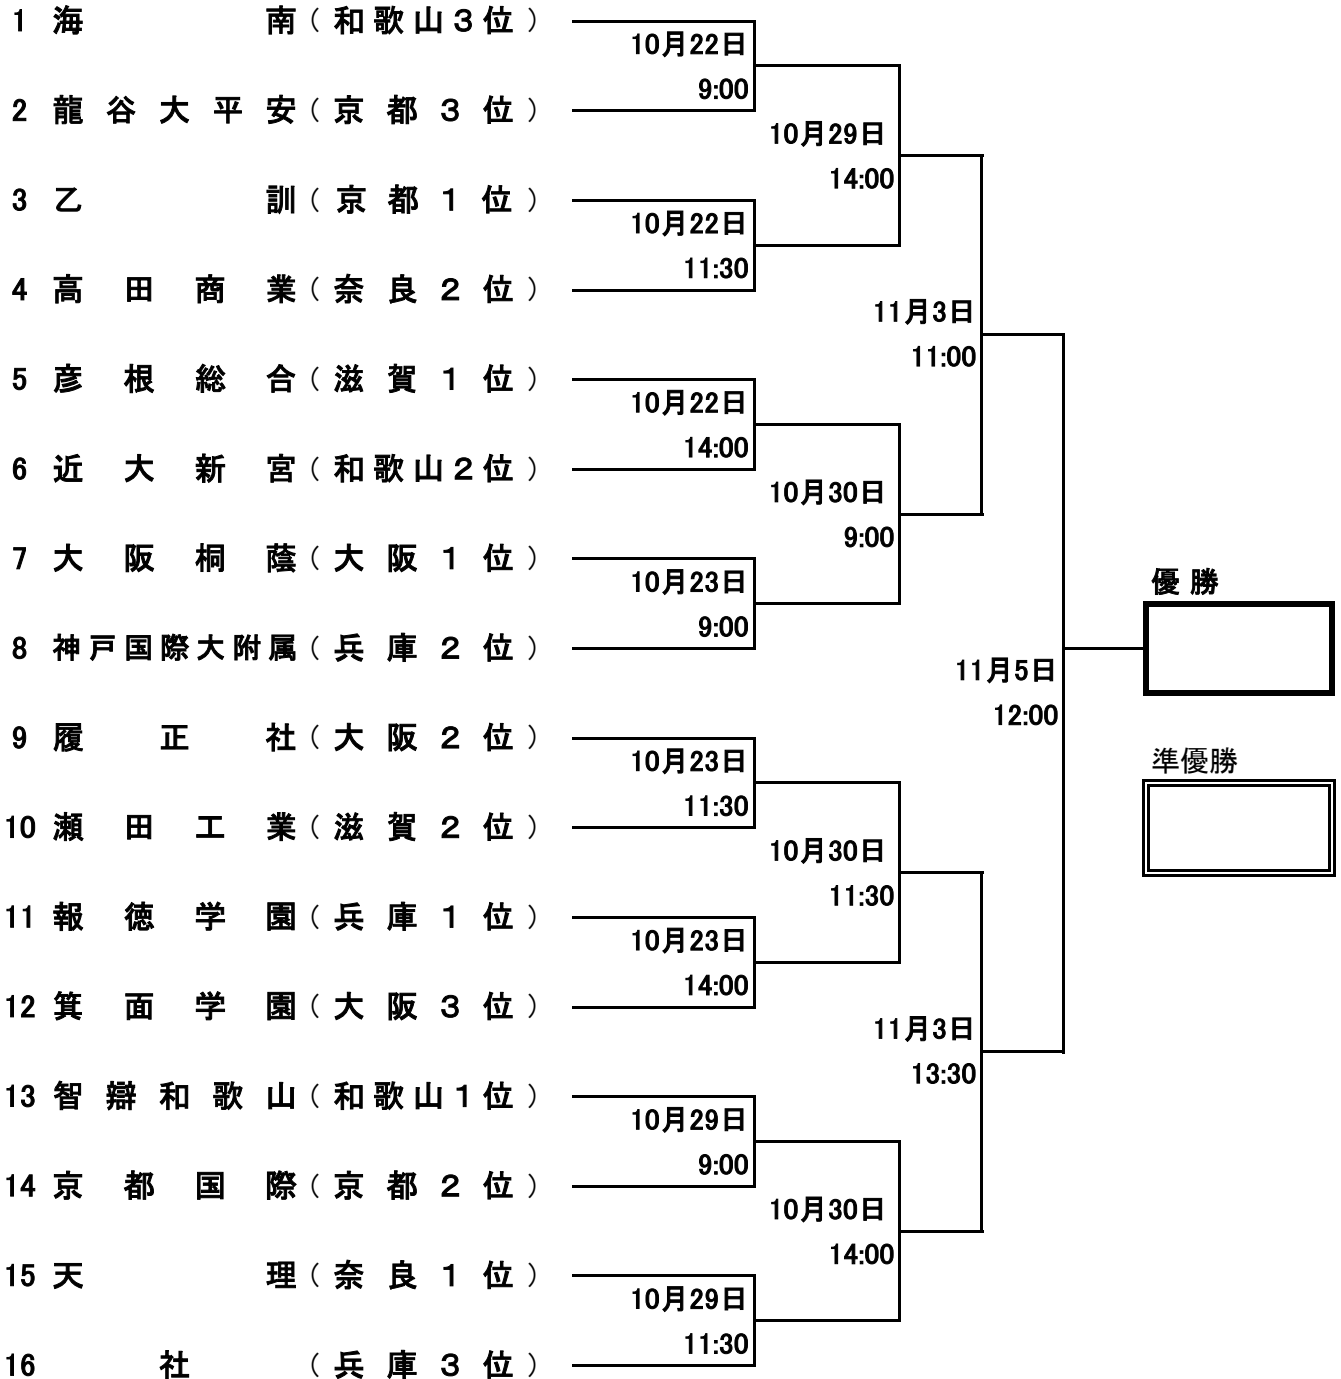 1 海南（和歌山３位）
10月22日
9:00
2 龍谷大平安（京都３位）
10月29日
14:00
3 乙訓（京都１位）
10月22日
11:30
4 高田商業（奈良２位）
11月3日
11:00
5 彦根総合（滋賀１位）
10月22日
14:00
6 近大新宮（和歌山２位）
10月30日
9:00
7 大阪桐蔭（大阪１位）
10月23日
9:00
8 神戸国際大附属（兵庫２位）
優勝
11月5日
12:00
9 履正社（大阪２位）
10月23日
11:30
準優勝
10 瀬田工業（滋賀２位）
10月30日
11:30
11 報徳学園（兵庫１位）
10月23日
14:00
12 箕面学園（大阪３位）
11月3日
13:30
13 智辯和歌山（和歌山１位）
10月29日
9:00
14 京都国際（京都２位）
10月30日
14:00
15 天理（奈良１位）
10月29日
11:30
16 社（兵庫３位）